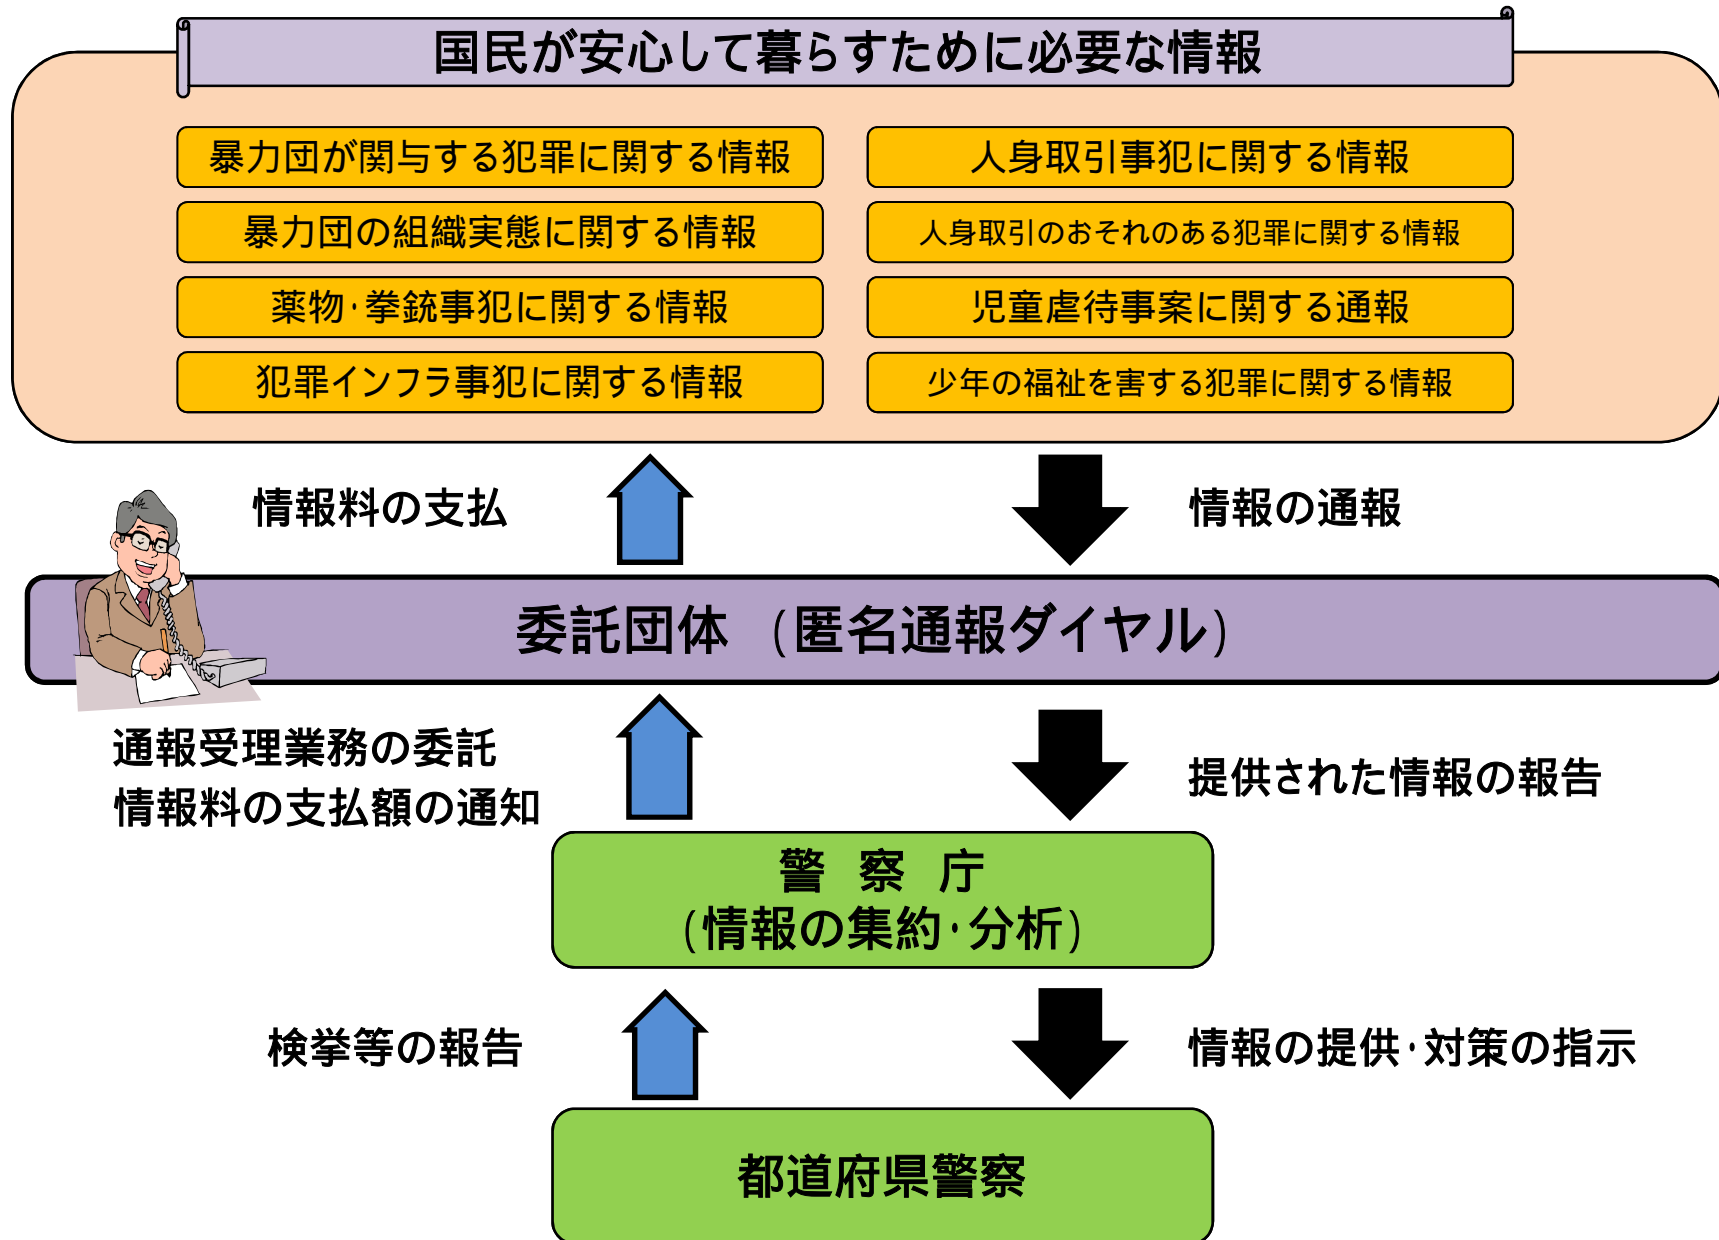 国民が安心して暮らすために必要な情報
暴力団が関与する犯罪に関する情報
人身取引事犯に関する情報
暴力団の組織実態に関する情報
人身取引のおそれのある犯罪に関する情報
薬物・拳銃事犯に関する情報
児童虐待事案に関する通報
犯罪インフラ事犯に関する情報
少年の福祉を害する犯罪に関する情報
情報料の支払
情報の通報
委託団体 (匿名通報ダイヤル)
通報受理業務の委託
情報料の支払額の通知
提供された情報の報告
警 察 庁
(情報の集約・分析)
検挙等の報告
情報の提供・対策の指示
都道府県警察